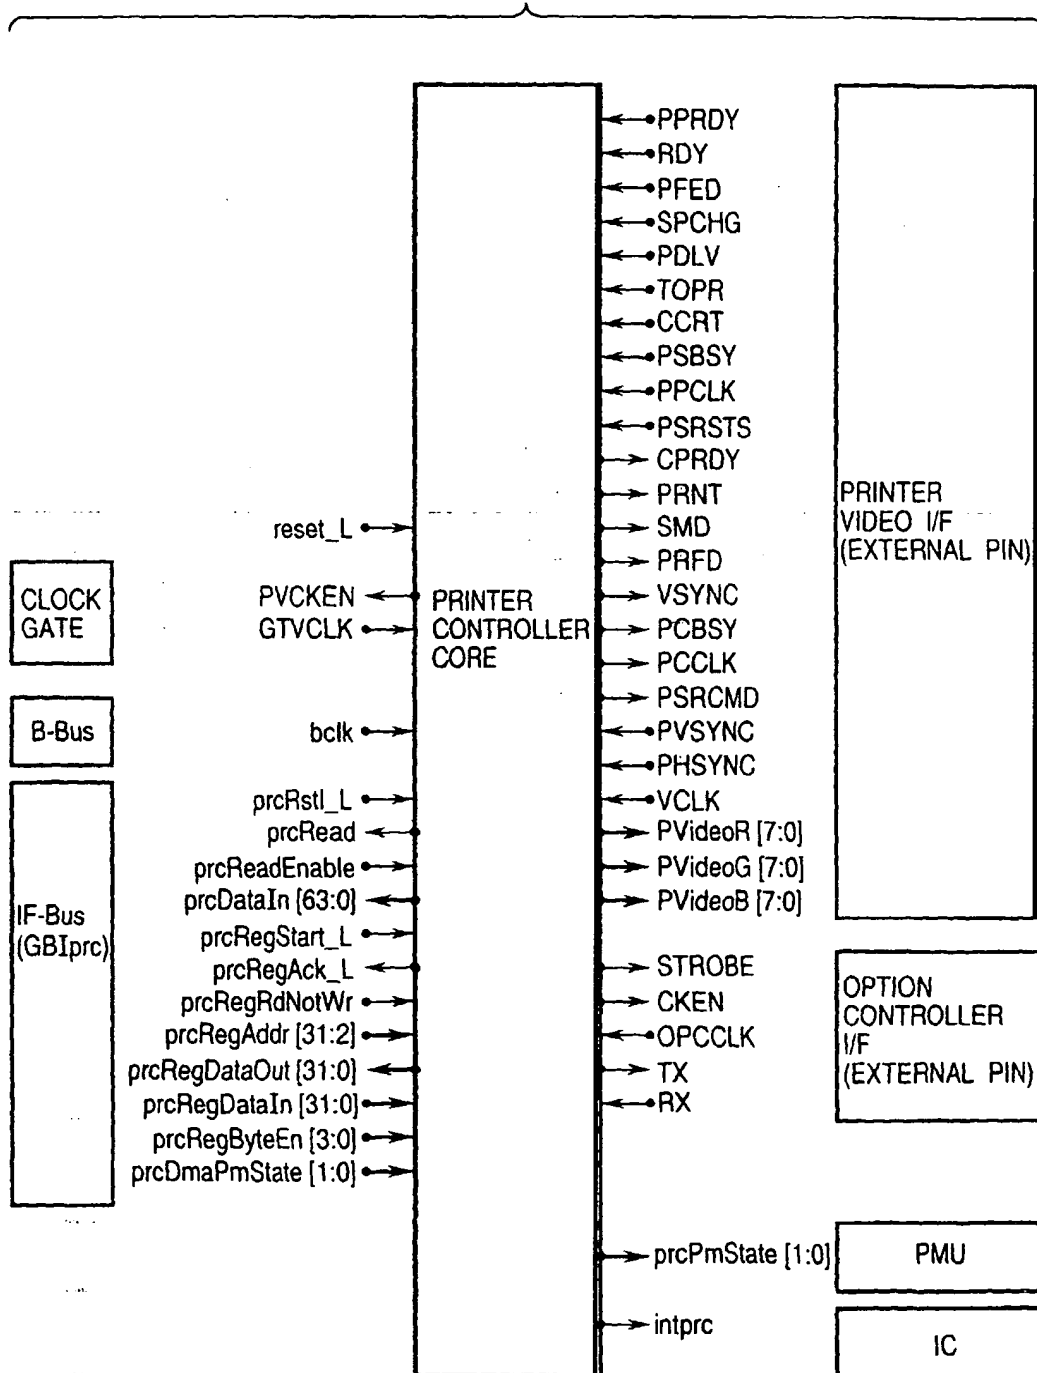 PPRDY
RDY
PFED
SPCHG
PDLV
TOPR
CCRT
PSBSY
PPCLK
PSRSTS
CPRDY
PRNT
SMD
PRFD
VSYNC
PCBSY
PCCLK
PSRCMD
PVSYNC
PHSYNC
VCLK
PVideoR [7:0]
PVideoG [7:0]
PVideoB [7:0]
PRINTER
VIDEO I/F
(EXTERNAL PIN)
reset_L
CLOCK
GATE
PVCKEN
GTVCLK
PRINTER
CONTROLLER
CORE
B-Bus
bclk
IF-Bus
(GBIprc)
prcRstI_L
prcRead
prcReadEnable
prcDataIn [63:0]
prcRegStart_L
prcRegAck_L
prcRegRdNotWr
prcRegAddr [31:2]
prcRegDataOut [31:0]
prcRegDataIn [31:0]
prcRegByteEn [3:0]
prcDmaPmState [1:0]
STROBE
CKEN
OPCCLK
TX
RX
OPTION
CONTROLLER
I/F
(EXTERNAL PIN)
prcPmState [1:0]
PMU
intprc
IC